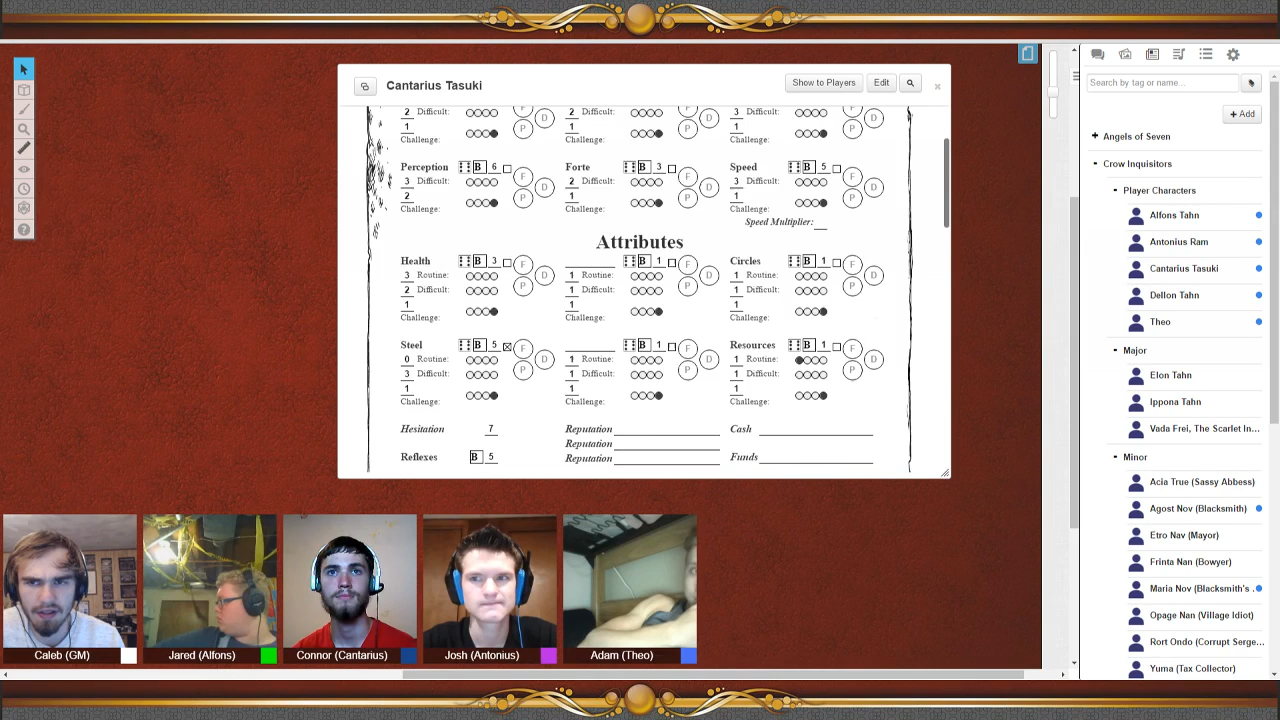 Cantarius Tasuki
Show to Players
Edit
2 Difficult: P D
1
Challenge:
2 Difficult: P D
1
Challenge:
3 Difficult: P D
1
Challenge:
Perception B 6 F
3 Difficult: D
2 P
Challenge:
Forte B 3 F
2 Difficult: D
1 P
Challenge:
Speed B 5 F
3 Difficult: D
2 P
Challenge:
Speed Multiplier:
Attributes
Health B 3 F
3 Routine: D
2 Difficult: P
1
Challenge:
B 1 F
1 Routine: D
1 Difficult: P
1
Challenge:
Circles B 1 F
1 Routine: D
1 Difficult: P
1
Challenge:
Steel B 5 F
0 Routine: D
3 Difficult: P
1
Challenge:
B 1 F
1 Routine: D
1 Difficult: P
1
Challenge:
Resources B 1 F
1 Routine: D
1 Difficult: P
1
Challenge:
Hesitation 7
Reflexes B 5
Reputation
Reputation
Reputation
Cash
Funds
Search by tag or name...
+ Add
Angels of Seven
Crow Inquisitors
Player Characters
Alfons Tahn
Antonius Ram
Cantarius Tasuki
Dellon Tahn
Theo
Major
Elon Tahn
Ippona Tahn
Vada Frei, The Scarlet In...
Minor
Acia True (Sassy Abbess)
Agost Nov (Blacksmith)
Etro Nav (Mayor)
Frinta Nan (Bowyer)
Maria Nov (Blacksmith's .
Opage Nan (Village Idiot)
Rort Ondo (Corrupt Serge...
Yuma (Tax Collector)
Caleb (GM)
Jared (Alfons)
Connor (Cantarius)
Josh (Antonius)
Adam (Theo)